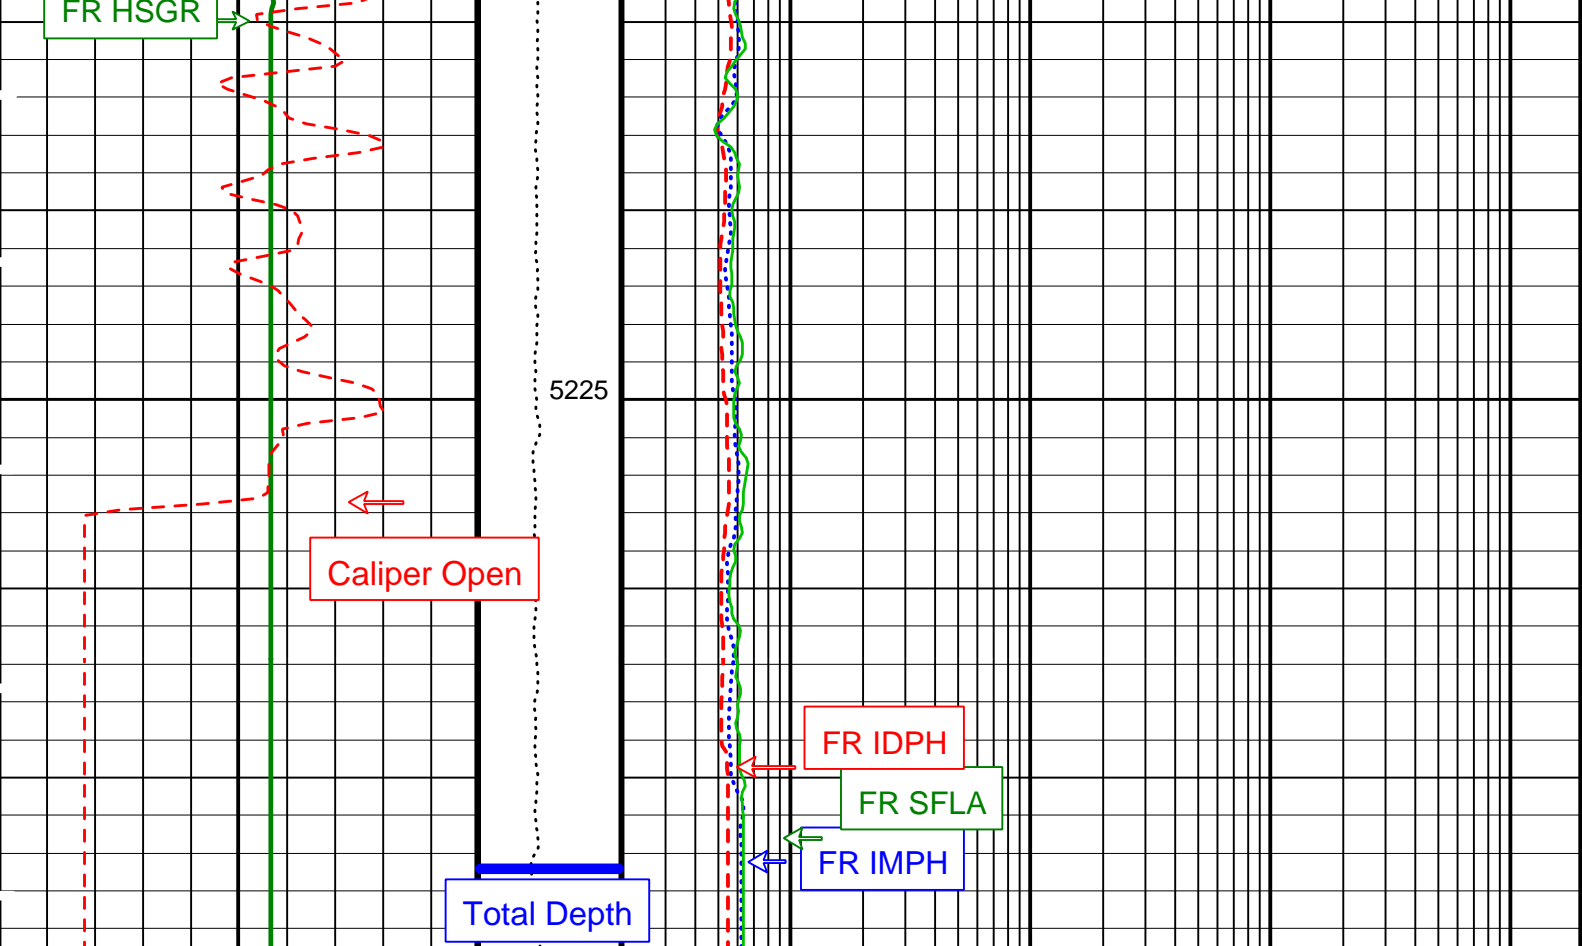 FR HSGR
5225
Caliper Open
FR IDPH
FR SFLA
FR IMPH
Total Depth